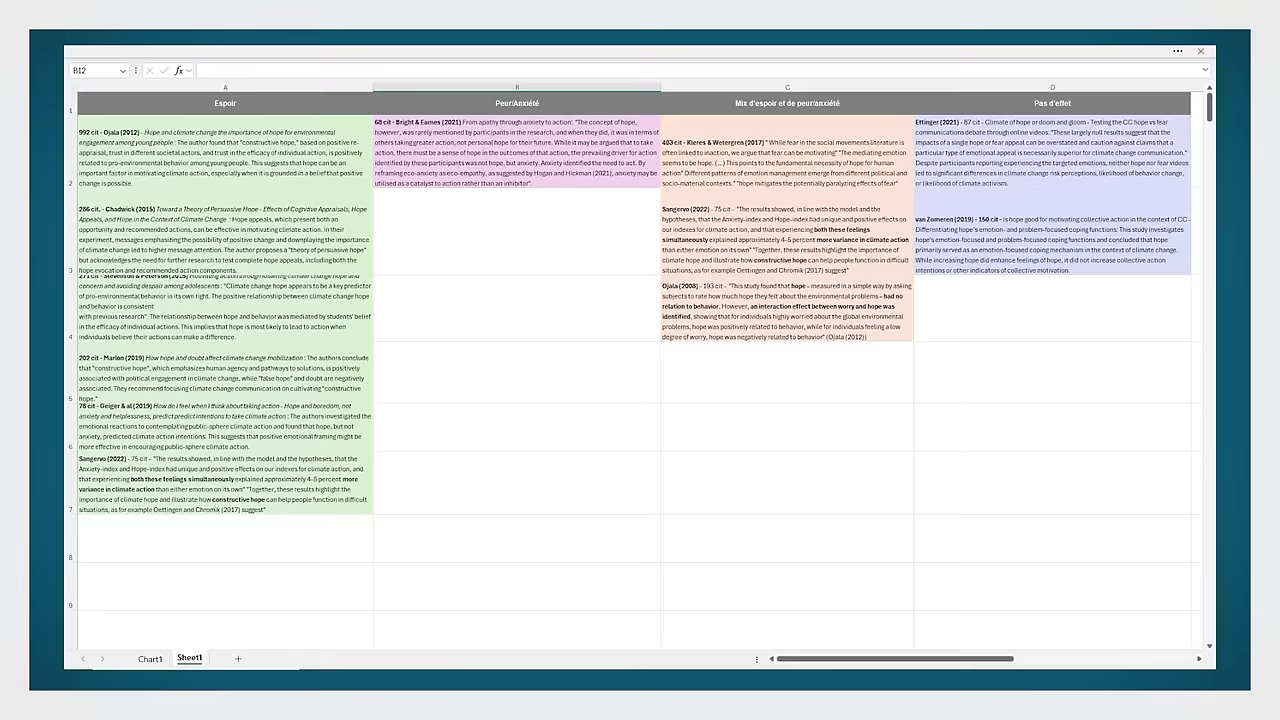 B12
fx
A
B
C
D
1
Espoir
Peur/Anxiété
Mix d'espoir et de peur/anxiété
Pas d'effet
2
992 cit - Ojala (2012) - Hope and climate change the importance of hope for environmental
engagement among young people : The author found that "constructive hope," based on positive re-
appraisal, trust in different societal actors, and trust in the efficacy of individual action, is positively
related to pro-environmental behavior among young people. This suggests that hope can be an
important factor in motivating climate action, especially when it is grounded in a belief that positive
change is possible.
68 cit - Bright & Eames (2021) From apathy through anxiety to action: "The concept of hope,
however, was rarely mentioned by participants in the research, and when they did, it was in terms of
others taking greater action, not personal hope for their future. While it may be argued that to take
action, there must be a sense of hope in the outcomes of that action, the prevailing driver for action
identified by these participants was not hope, but anxiety. Anxiety identified the need to act. By
reframing eco-anxiety as eco-empathy, as suggested by Hogan and Hickman (2021), anxiety may be
utilised as a catalyst to action rather than an inhibitor".
403 cit - Kleres & Wetergren (2017) " While fear in the social movements literature is
often linked to inaction, we argue that fear can be motivating" "The mediating emotion
seems to be hope. (...) This points to the fundamental necessity of hope for human
action" Different patterns of emotion management emerge from different political and
socio-material contexts." "hope mitigates the potentially paralyzing effects of fear"
Ettinger (2021) - 87 cit - Climate of hope or doom and gloom - Testing the CC hope vs fear
communications debate through online videos: "These largely null results suggest that the
impacts of a single hope or fear appeal can be overstated and caution against claims that a
particular type of emotional appeal is necessarily superior for climate change communication."
Despite participants reporting experiencing the targeted emotions, neither hope nor fear videos
led to significant differences in climate change risk perceptions, likelihood of behavior change,
or likelihood of climate activism.
3
286 cit. - Chadwick (2015) Toward a Theory of Persuasive Hope - Effects of Cognitive Appraisals, Hope
Appeals, and Hope in the Context of Climate Change : Hope appeals, which present both an
opportunity and recommended actions, can be effective in motivating climate action. In their
experiment, messages emphasizing the possibility of positive change and downplaying the importance
of climate change led to higher message attention. The author proposes a "theory of persuasive hope"
but acknowledges the need for further research to test complete hope appeals, including both the
hope evocation and recommended action components.
Sangervo (2022) - 75 cit - "The results showed, in line with the model and the
hypotheses, that the Anxiety-index and Hope-index had unique and positive effects on
our indexes for climate action, and that experiencing both these feelings
simultaneously explained approximately 4–5 percent more variance in climate action
than either emotion on its own" "Together, these results highlight the importance of
climate hope and illustrate how constructive hope can help people function in difficult
situations, as for example Oettingen and Chromik (2017) suggest"
van Zomeren (2019) - 150 cit - Is hope good for motivating collective action in the context of CC -
Differentiating hope's emotion- and problem-focused coping functions: This study investigates
hope's emotion-focused and problem-focused coping functions and concluded that hope
primarily served as an emotion-focused coping mechanism in the context of climate change.
While increasing hope did enhance feelings of hope, it did not increase collective action
intentions or other indicators of collective motivation.
4
271 cit - Stevenson & Peterson (2015) Motivating action through fostering climate change hope and
concern and avoiding despair among adolescents : "Climate change hope appears to be a key predictor
of pro-environmental behavior in its own right. The positive relationship between climate change hope
and behavior is consistent
with previous research". The relationship between hope and behavior was mediated by students' belief
in the efficacy of individual actions. This implies that hope is most likely to lead to action when
individuals believe their actions can make a difference.
Ojala (2008) - 193 cit - "This study found that hope – measured in a simple way by asking
subjects to rate how much hope they felt about the environmental problems – had no
relation to behavior. However, an interaction effect between worry and hope was
identified, showing that for individuals highly worried about the global environmental
problems, hope was positively related to behavior, while for individuals feeling a low
degree of worry, hope was negatively related to behavior" (Ojala (2012))
5
202 cit - Marlon (2019) How hope and doubt affect climate change mobilization : The authors conclude
that "constructive hope", which emphasizes human agency and pathways to solutions, is positively
associated with political engagement in climate change, while "false hope" and doubt are negatively
associated. They recommend focusing climate change communication on cultivating "constructive
hope."
6
78 cit - Geiger & al (2019) How do I feel when I think about taking action - Hope and boredom, not
anxiety and helplessness, predict predict intentions to take climate action : The authors investigated the
emotional reactions to contemplating public-sphere climate action and found that hope, but not
anxiety, predicted climate action intentions. This suggests that positive emotional framing might be
more effective in encouraging public-sphere climate action.
7
Sangervo (2022) - 75 cit - "The results showed, in line with the model and the hypotheses, that the
Anxiety-index and Hope-index had unique and positive effects on our indexes for climate action, and
that experiencing both these feelings simultaneously explained approximately 4–5 percent more
variance in climate action than either emotion on its own" "Together, these results highlight the
importance of climate hope and illustrate how constructive hope can help people function in difficult
situations, as for example Oettingen and Chromik (2017) suggest"
8
9
Chart1
Sheet1